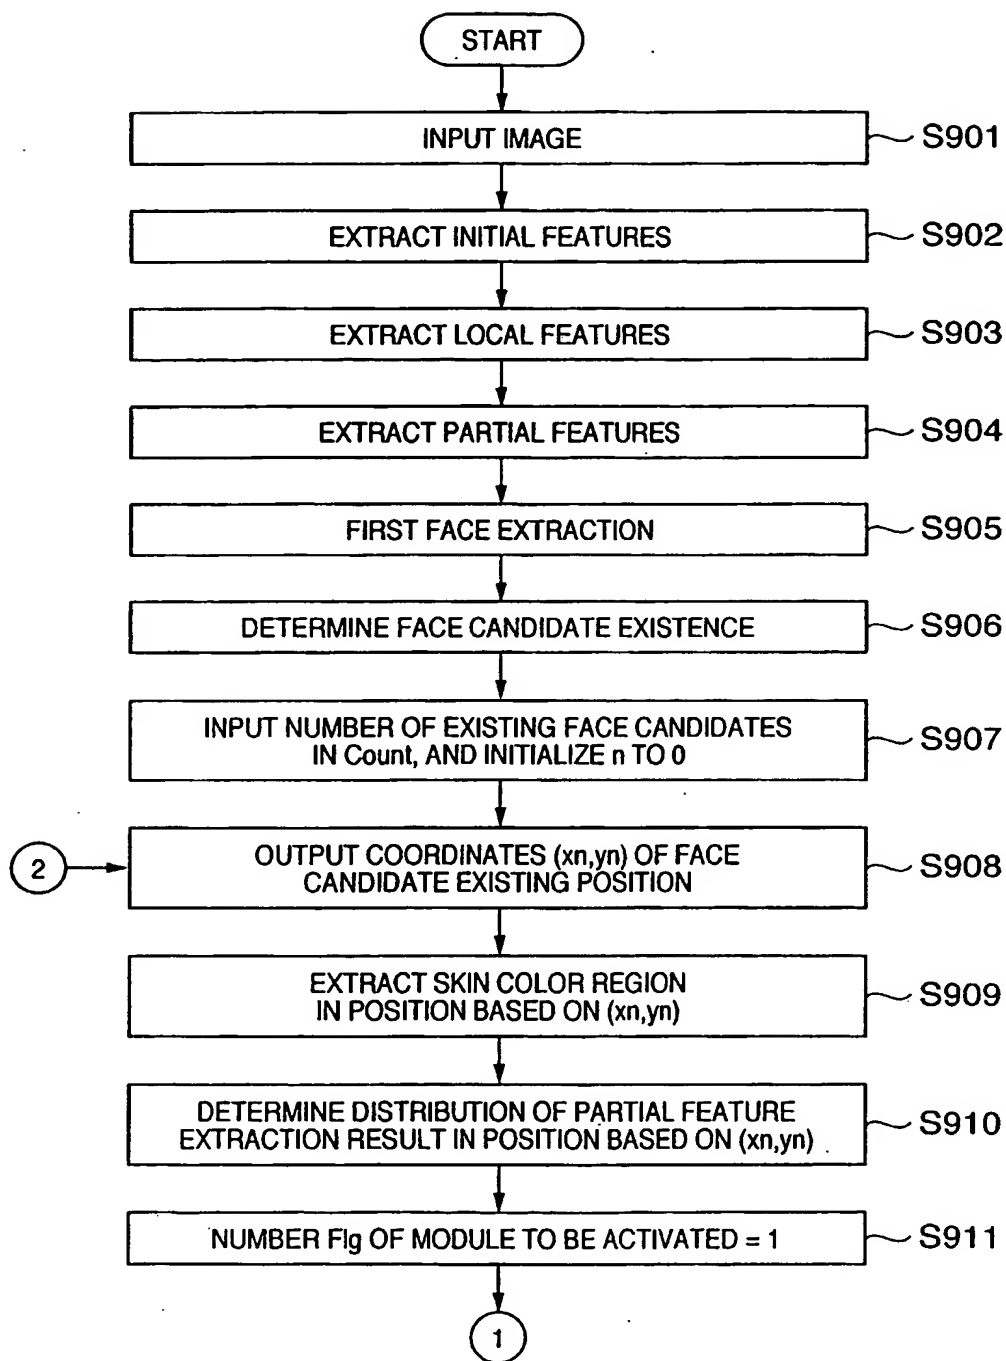 START
INPUT IMAGE
S901
EXTRACT INITIAL FEATURES
S902
EXTRACT LOCAL FEATURES
S903
EXTRACT PARTIAL FEATURES
S904
FIRST FACE EXTRACTION
S905
DETERMINE FACE CANDIDATE EXISTENCE
S906
INPUT NUMBER OF EXISTING FACE CANDIDATES
IN Count, AND INITIALIZE n TO 0
S907
2
OUTPUT COORDINATES (xn,yn) OF FACE
CANDIDATE EXISTING POSITION
S908
EXTRACT SKIN COLOR REGION
IN POSITION BASED ON (xn,yn)
S909
DETERMINE DISTRIBUTION OF PARTIAL FEATURE
EXTRACTION RESULT IN POSITION BASED ON (xn,yn)
S910
NUMBER Flg OF MODULE TO BE ACTIVATED = 1
S911
1